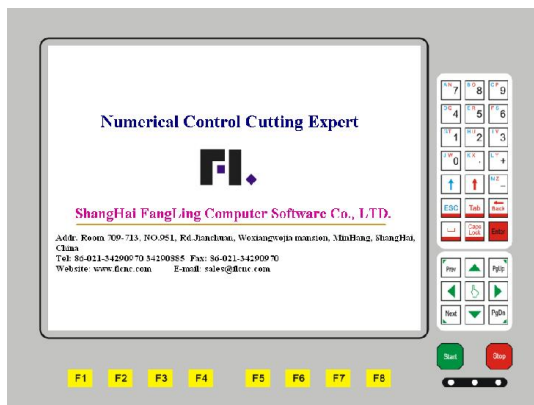 Numerical Control Cutting Expert
ShangHai FangLing Computer Software Co., LTD.
Addr. Room 709-713, NO.951, Rd.Jianchuan, Woxiangwojia mansion, MinHang, ShangHai,
China
Tel: 86-021-34290970 34290885 Fax: 86-021-34290970
Website: www.flcnc.com E-mail: sales@flcnc.com
7 8 9
4 5 6
1 2 3
0 . +
-
ESC Tab Back
Caps Lock Enter
Prev PgUp
Next PgDn
Start Stop
F1 F2 F3 F4 F5 F6 F7 F8